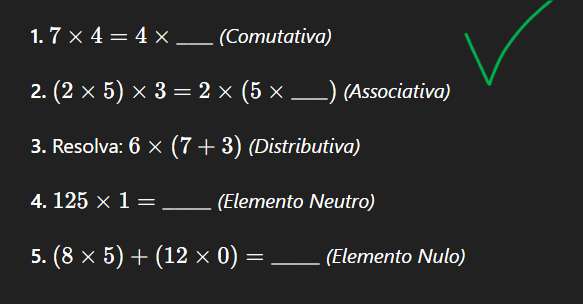 1. 7 × 4 = 4 × ___ (Comutativa)
2. (2 × 5) × 3 = 2 × (5 × ___) (Associativa)
3. Resolva: 6 × (7 + 3) (Distributiva)
4. 125 × 1 = ____ (Elemento Neutro)
5. (8 × 5) + (12 × 0) = ____ (Elemento Nulo)